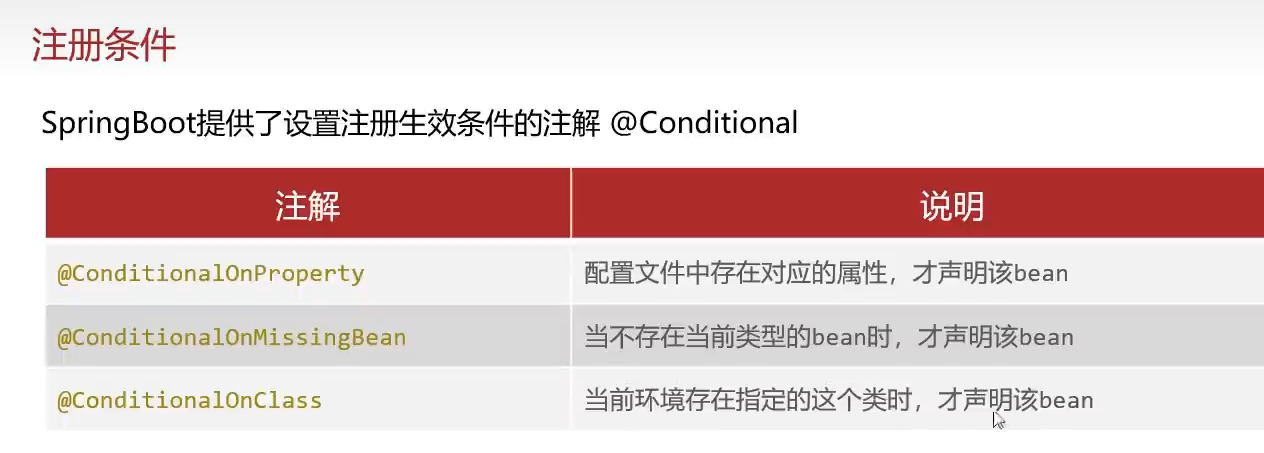 注册条件
SpringBoot提供了设置注册生效条件的注解 @Conditional
注解 说明
@ConditionalOnProperty 配置文件中存在对应的属性，才声明该bean
@ConditionalOnMissingBean 当不存在当前类型的bean时，才声明该bean
@ConditionalOnClass 当前环境存在指定的这个类时，才声明该bean